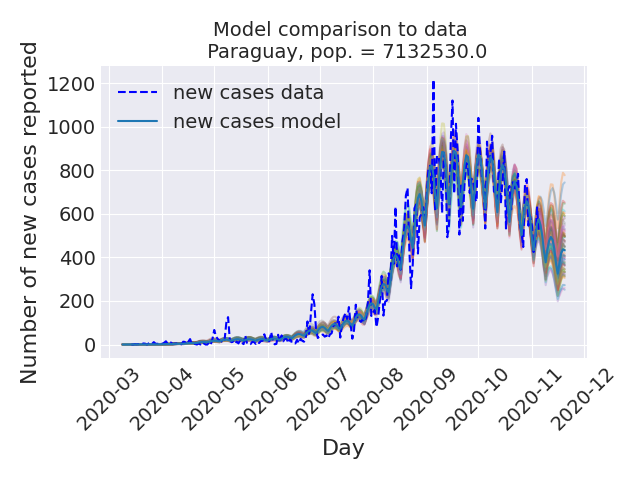 Model comparison to data
Paraguay, pop. = 7132530.0
Number of new cases reported
1200
1000
800
600
400
200
0
new cases data
new cases model
2020-03
2020-04
2020-05
2020-06
2020-07
2020-08
2020-09
2020-10
2020-11
2020-12
Day